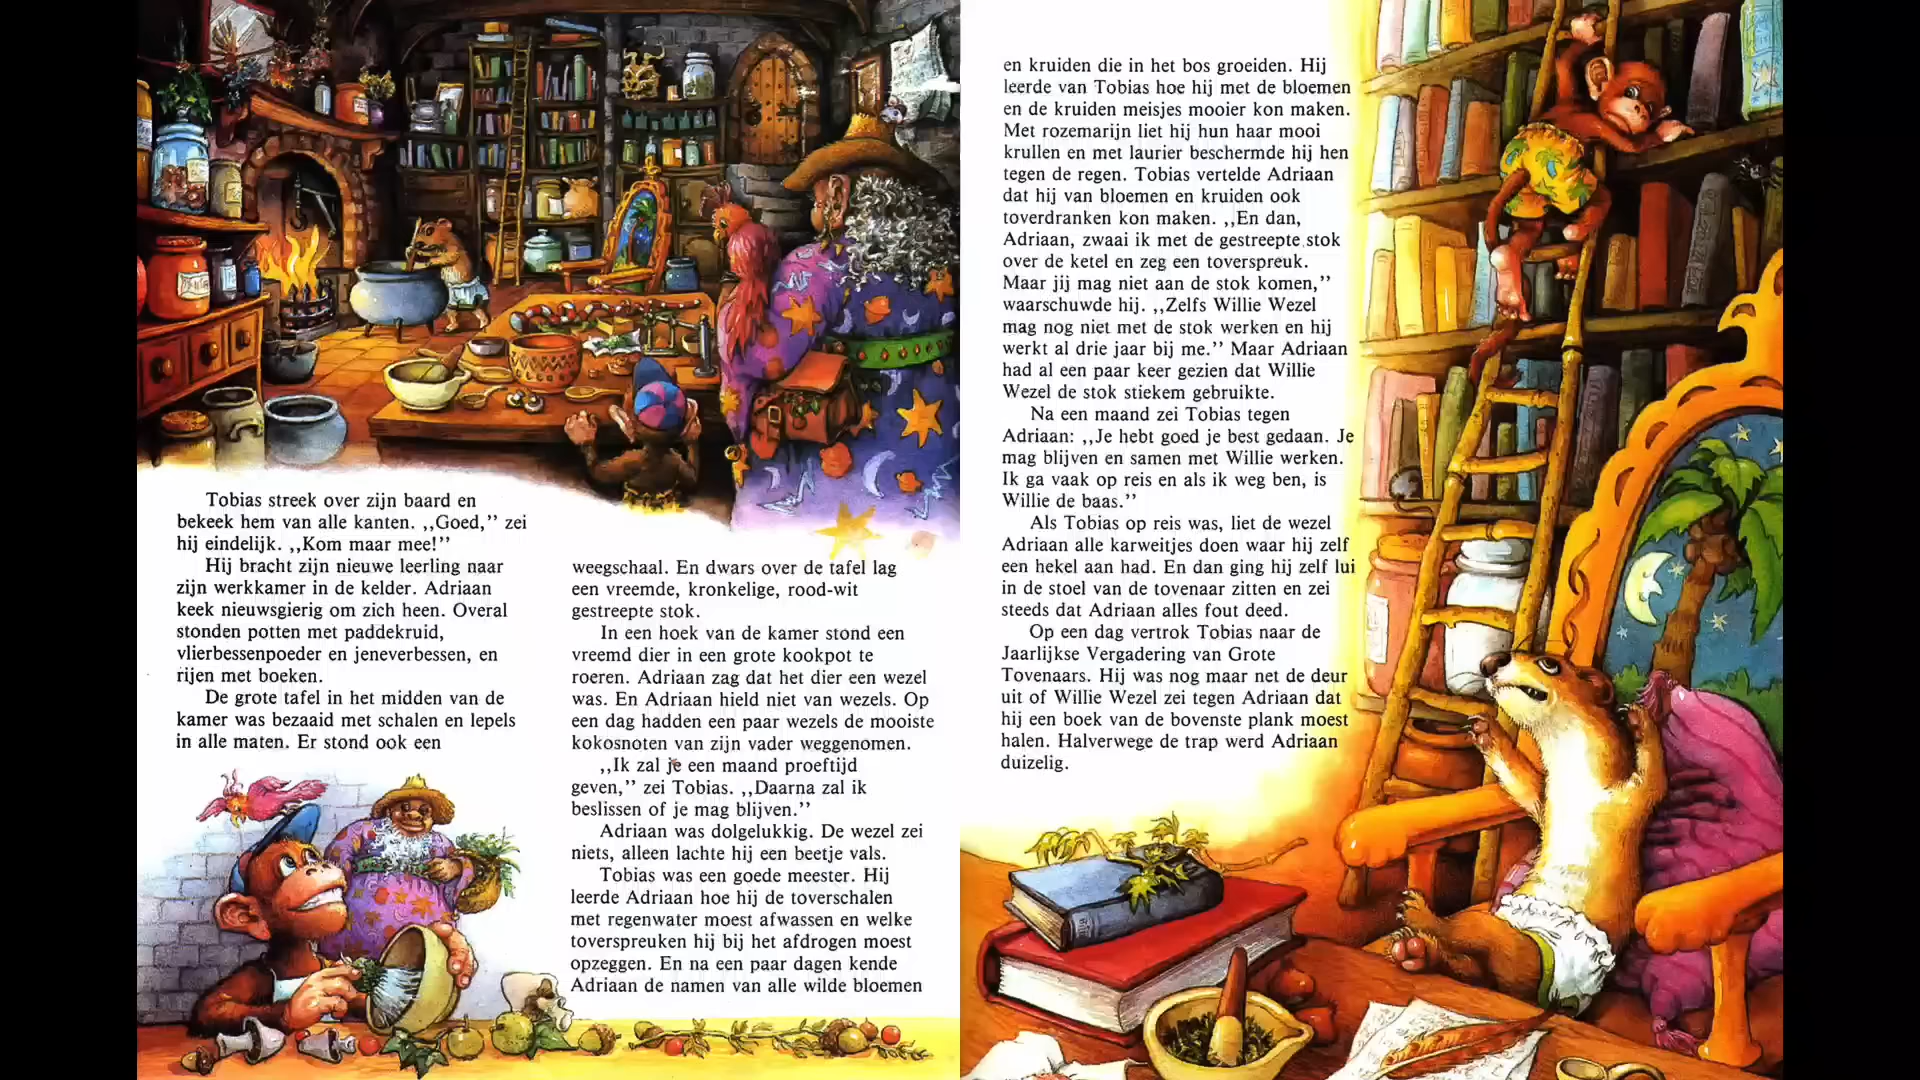 Tobias streek over zijn baard en
bekeek hem van alle kanten. ,,Goed,’’ zei
hij eindelijk. ,,Kom maar mee!’’
Hij bracht zijn nieuwe leerling naar
zijn werkkamer in de kelder. Adriaan
keek nieuwsgierig om zich heen. Overal
stonden potten met paddekruid,
vlierbessenpoeder en jeneverbessen, en
rijen met boeken.
De grote tafel in het midden van de
kamer was bezaaid met schalen en lepels
in alle maten. Er stond ook een
weegschaal. En dwars over de tafel lag
een vreemde, kronkelige, rood-wit
gestreepte stok.
In een hoek van de kamer stond een
vreemd dier in een grote kookpot te
roeren. Adriaan zag dat het dier een wezel
was. En Adriaan hield niet van wezels. Op
een dag hadden een paar wezels de mooiste
kokosnoten van zijn vader weggenomen.
,,Ik zal je een maand proeftijd
geven,’’ zei Tobias. ,,Daarna zal ik
beslissen of je mag blijven.’’
Adriaan was dolgelukkig. De wezel zei
niets, alleen lachte hij een beetje vals.
Tobias was een goede meester. Hij
leerde Adriaan hoe hij de toverschalen
met regenwater moest afwassen en welke
toverspreuken hij bij het afdrogen moest
opzeggen. En na een paar dagen kende
Adriaan de namen van alle wilde bloemen
en kruiden die in het bos groeiden. Hij
leerde van Tobias hoe hij met de bloemen
en de kruiden meisjes mooier kon maken.
Met rozemarijn liet hij hun haar mooi
krullen en met laurier beschermde hij hen
tegen de regen. Tobias vertelde Adriaan
dat hij van bloemen en kruiden ook
toverdranken kon maken. ,,En dan,
Adriaan, zwaai ik met de gestreepte stok
over de ketel en zeg een toverspreuk.
Maar jij mag niet aan de stok komen,’’
waarschuwde hij. ,,Zelfs Willie Wezel
mag nog niet met de stok werken en hij
werkt al drie jaar bij me.’’ Maar Adriaan
had al een paar keer gezien dat Willie
Wezel de stok stiekem gebruikte.
Na een maand zei Tobias tegen
Adriaan: ,,Je hebt goed je best gedaan. Je
mag blijven en samen met Willie werken.
Ik ga vaak op reis en als ik weg ben, is
Willie de baas.’’
Als Tobias op reis was, liet de wezel
Adriaan alle karweitjes doen waar hij zelf
een hekel aan had. En dan ging hij zelf lui
in de stoel van de tovenaar zitten en zei
steeds dat Adriaan alles fout deed.
Op een dag vertrok Tobias naar de
Jaarlijkse Vergadering van Grote
Tovenaars. Hij was nog maar net de deur
uit of Willie Wezel zei tegen Adriaan dat
hij een boek van de bovenste plank moest
halen. Halverwege de trap werd Adriaan
duizelig.